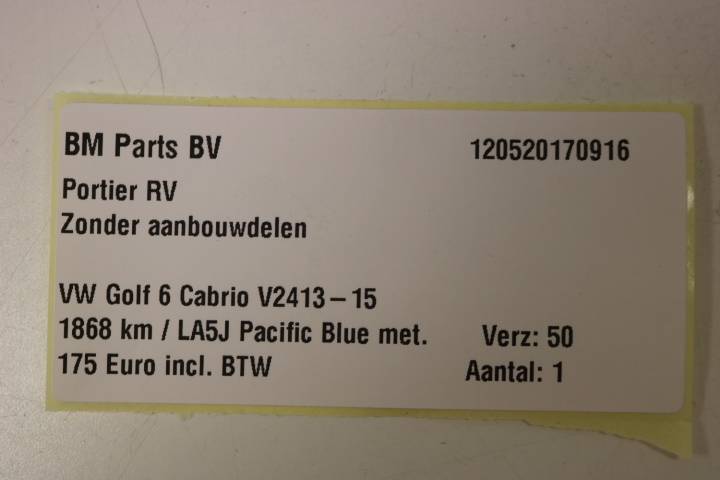 BM Parts BV 120520170916
Portier RV
Zonder aanbouwdelen
VW Golf 6 Cabrio V2413-15
1868 km / LA5J Pacific Blue met. Verz: 50
175 Euro incl. BTW Aantal: 1